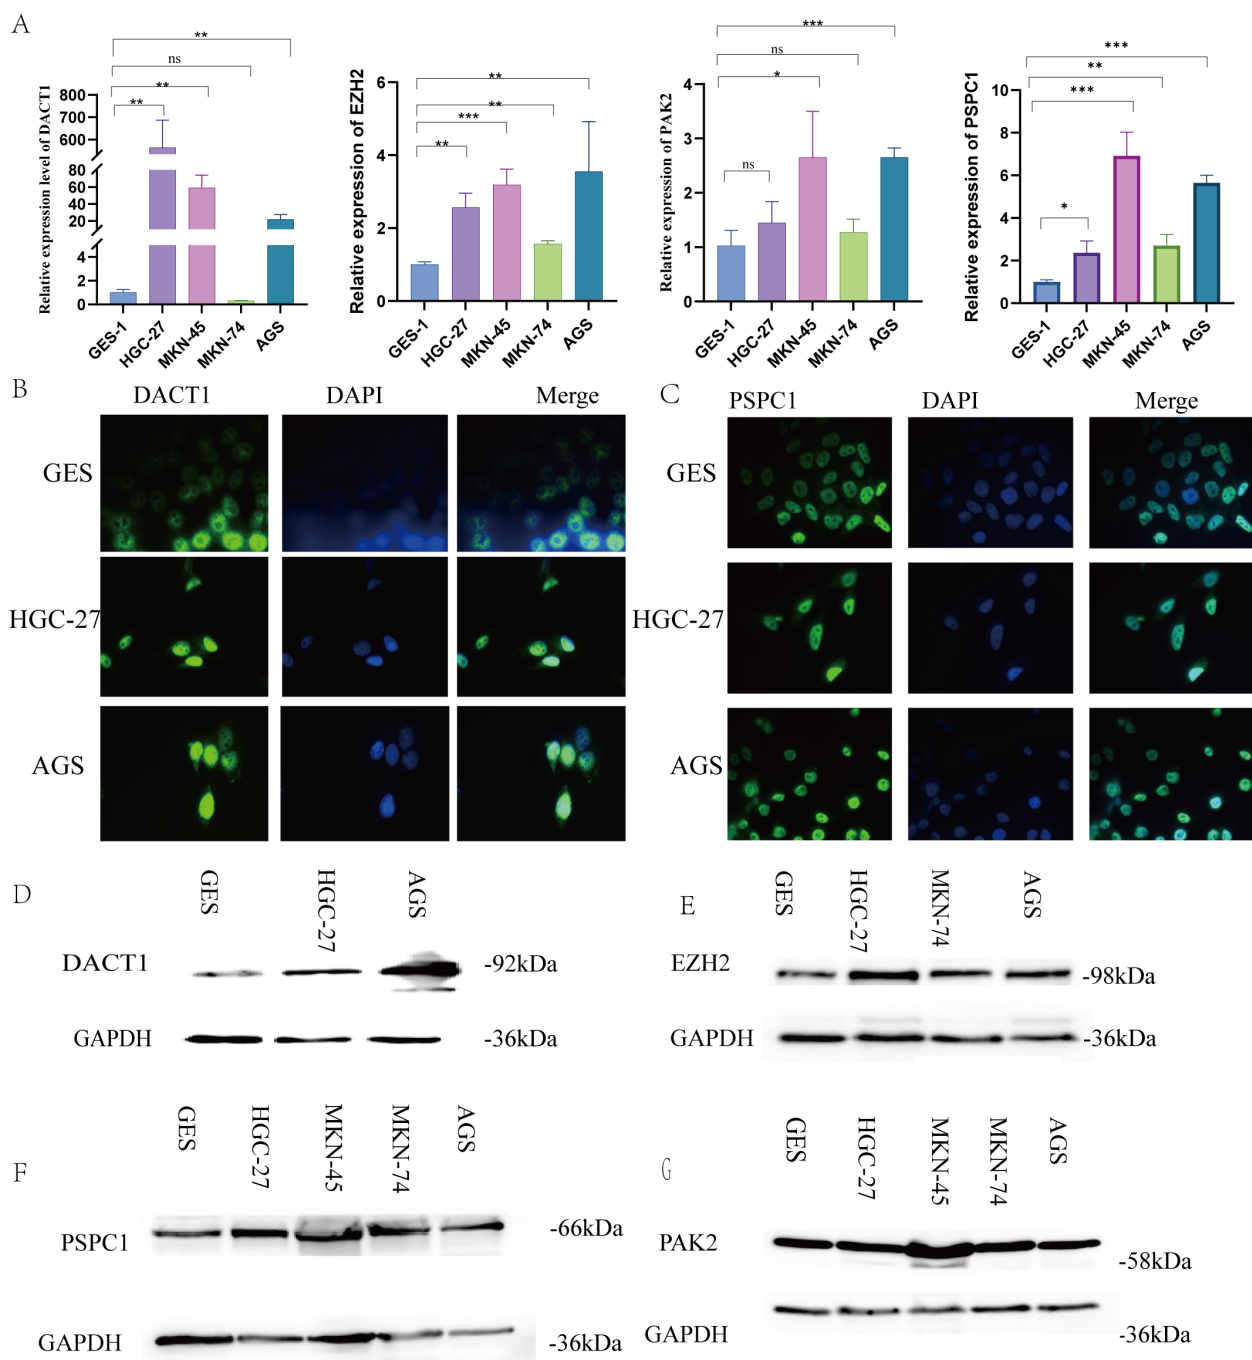 A
Relative expression level of DACT1
**
ns
**
**
800
700
600
80
60
40
20
4
2
0
GES-1
HGC-27
MKN-45
MKN-74
AGS
Relative expression of EZH2
**
**
***
**
6
4
2
0
GES-1
HGC-27
MKN-45
MKN-74
AGS
Relative expression of PAK2
***
ns
*
ns
4
3
2
1
0
GES-1
HGC-27
MKN-45
MKN-74
AGS
Relative expression of PSPC1
***
**
***
*
10
8
6
4
2
0
GES-1
HGC-27
MKN-45
MKN-74
AGS
B
DACT1 DAPI Merge
GES
HGC-27
AGS
C
PSPC1 DAPI Merge
GES
HGC-27
AGS
D
GES HGC-27 AGS
DACT1 -92kDa
GAPDH -36kDa
E
GES HGC-27 MKN-74 AGS
EZH2 -98kDa
GAPDH -36kDa
F
GES HGC-27 MKN-45 MKN-74 AGS
PSPC1 -66kDa
GAPDH -36kDa
G
GES HGC-27 MKN-45 MKN-74 AGS
PAK2 -58kDa
GAPDH -36kDa